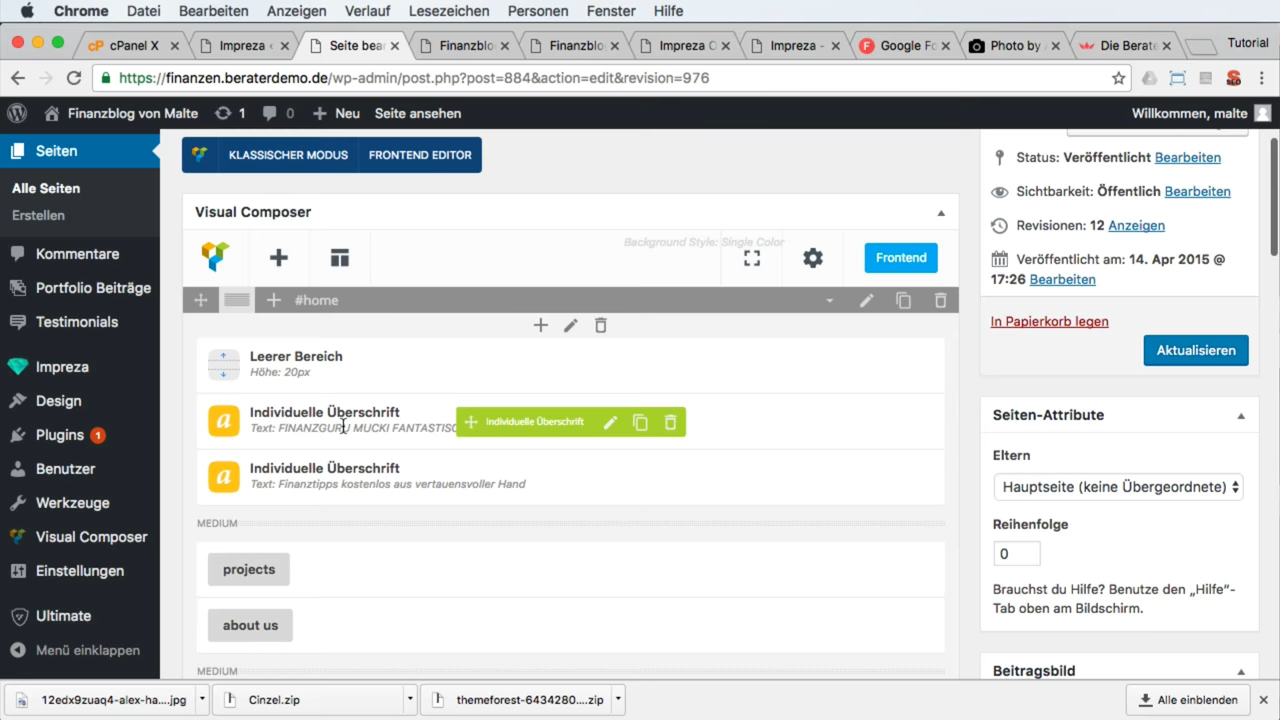 Chrome Datei Bearbeiten Anzeigen Verlauf Lesezeichen Personen Fenster Hilfe
cPanel X Impreza Seite bear Finanzblo Finanzblo Impreza Impreza - Google Fo Photo by Die Berate Tutorial
https://finanzen.beraterdemo.de/wp-admin/post.php?post=884&action=edit&revision=976
Finanzblog von Malte 1 0 Neu Seite ansehen Willkommen, malte
Seiten
Alle Seiten
Erstellen
Kommentare
Portfolio Beiträge
Testimonials
Impreza
Design
Plugins 1
Benutzer
Werkzeuge
Visual Composer
Einstellungen
Ultimate
Menü einklappen
KLASSISCHER MODUS FRONTEND EDITOR
Visual Composer
Background Style: Single Color
Frontend
#home
Leerer Bereich
Höhe: 20px
Individuelle Überschrift
Text: FINANZGURU MUCKI FANTASTISC
Individuelle Überschrift
Individuelle Überschrift
Text: Finanztipps kostenlos aus vertauensvoller Hand
MEDIUM
projects
about us
MEDIUM
Status: Veröffentlicht Bearbeiten
Sichtbarkeit: Öffentlich Bearbeiten
Revisionen: 12 Anzeigen
Veröffentlicht am: 14. Apr 2015 @
17:26 Bearbeiten
In Papierkorb legen
Aktualisieren
Seiten-Attribute
Eltern
Hauptseite (keine Übergeordnete)
Reihenfolge
0
Brauchst du Hilfe? Benutze den „Hilfe"-
Tab oben am Bildschirm.
Beitragsbild
12edx9zuaq4-alex-ha....jpg Cinzel.zip themeforest-6434280....zip Alle einblenden